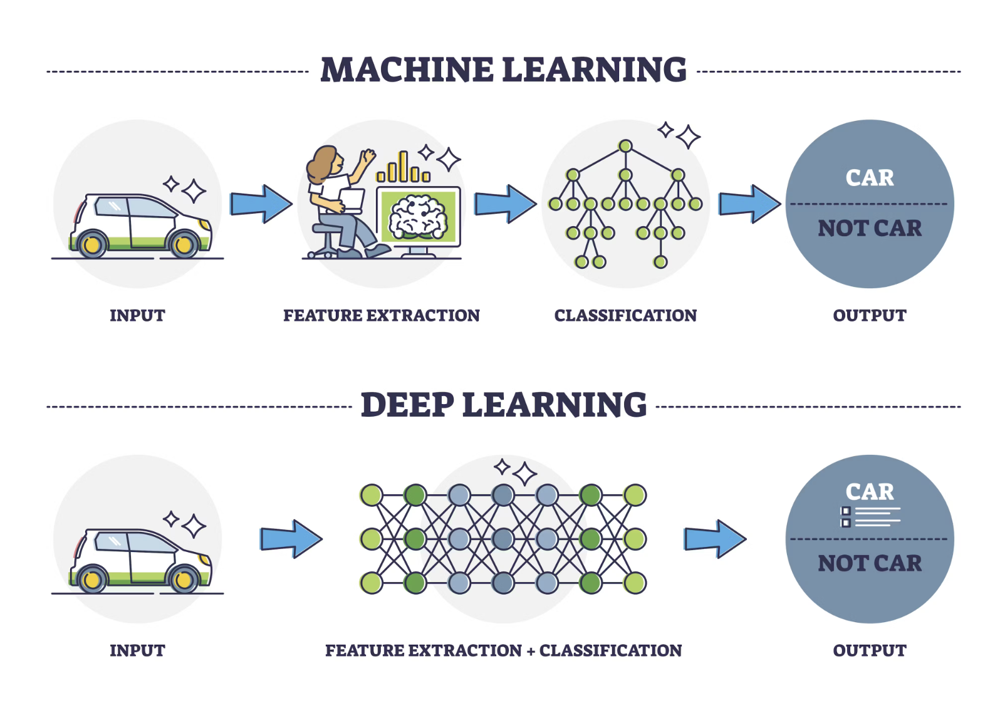 MACHINE LEARNING
INPUT
FEATURE EXTRACTION
CLASSIFICATION
CAR
NOT CAR
OUTPUT
DEEP LEARNING
INPUT
FEATURE EXTRACTION + CLASSIFICATION
CAR
NOT CAR
OUTPUT